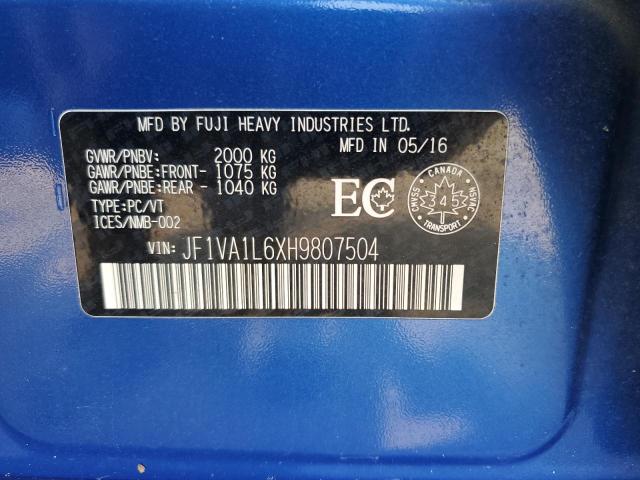 MFD BY FUJI HEAVY INDUSTRIES LTD.
MFD IN 05/16
GVWR/PNBV: 2000 KG
GAWR/PNBE:FRONT- 1075 KG
GAWR/PNBE:REAR - 1040 KG
TYPE:PC/VT
ICES/NMB-002
EC
CANADA
CMVSS
345
NSVAC
TRANSPORT
VIN: JF1VA1L6XH9807504